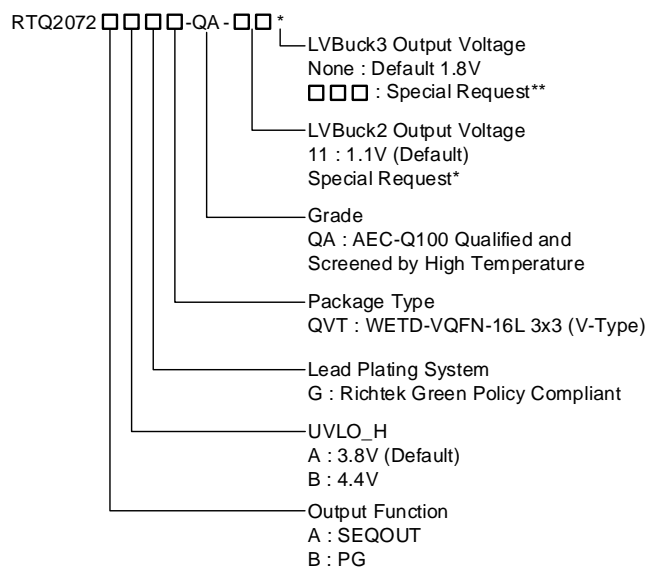 RTQ2072□□□□-QA-□□*
LVBuck3 Output Voltage
None : Default 1.8V
□□□ : Special Request**
LVBuck2 Output Voltage
11 : 1.1V (Default)
Special Request*
Grade
QA : AEC-Q100 Qualified and
Screened by High Temperature
Package Type
QVT : WETD-VQFN-16L 3x3 (V-Type)
Lead Plating System
G : Richtek Green Policy Compliant
UVLO_H
A : 3.8V (Default)
B : 4.4V
Output Function
A : SEQOUT
B : PG